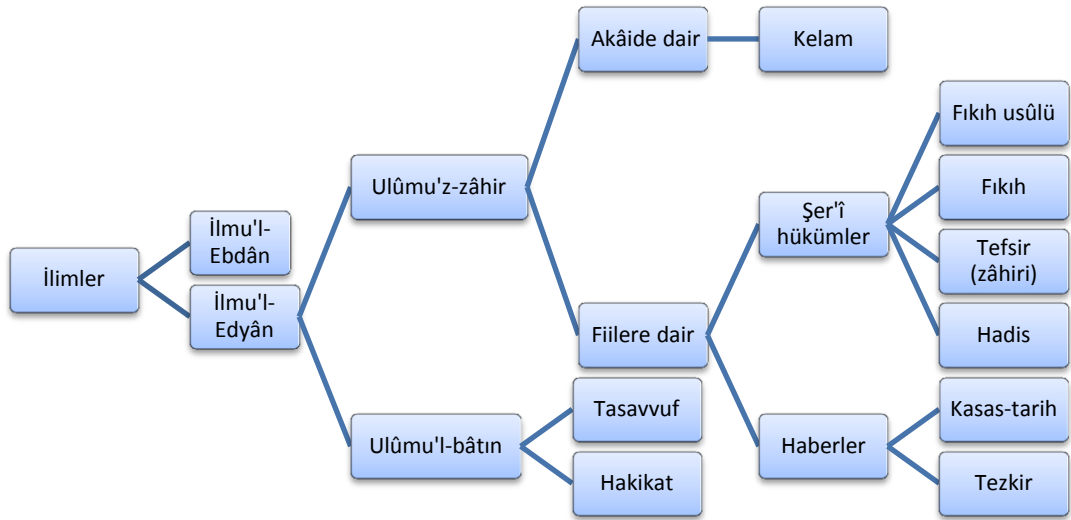 İlimler
İlmu'l-
Ebdân
İlmu'l-
Edyân
Ulûmu'z-zâhir
Akâide dair
Kelam
Fiilere dair
Şer'î
hükümler
Fıkıh usûlü
Fıkıh
Tefsir
(zâhiri)
Hadis
Haberler
Kasas-tarih
Tezkir
Ulûmu'l-bâtın
Tasavvuf
Hakikat